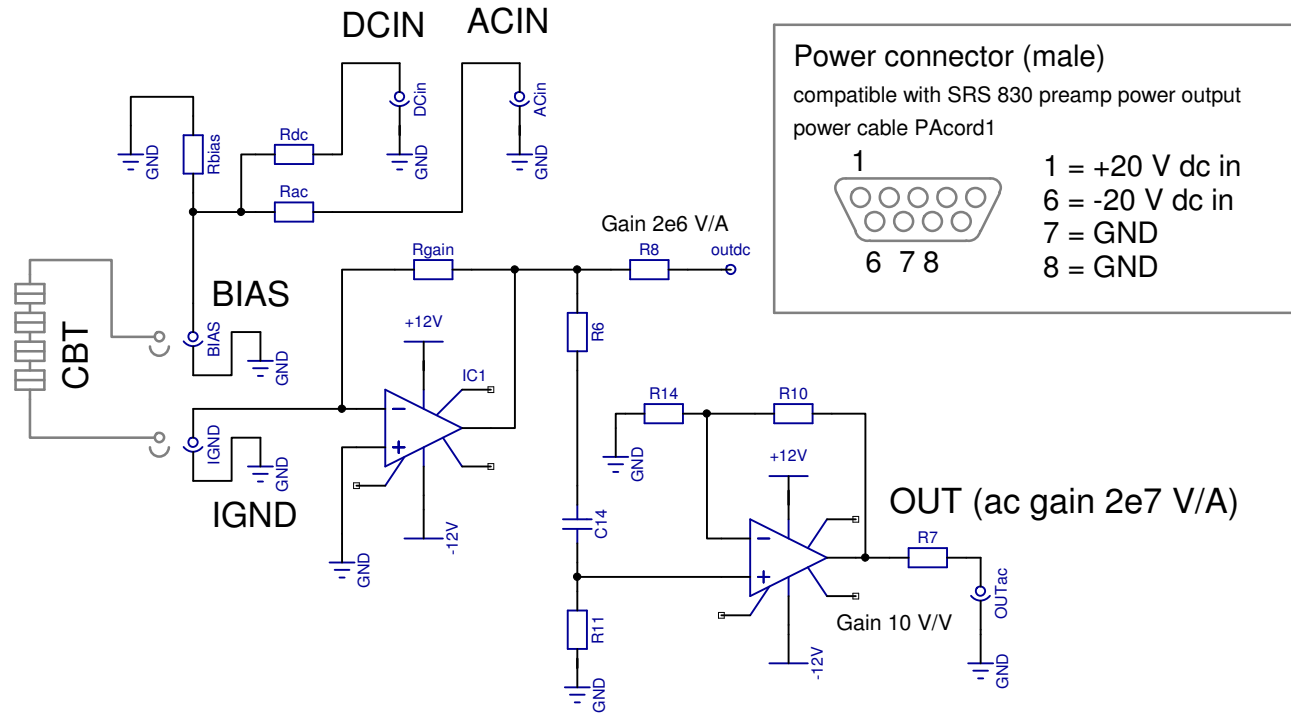 DCIN
ACIN
DCin
GND
ACin
GND
GND
Rbias
Rdc
Rac
Gain 2e6 V/A
Rgain
R8
outdc
BIAS
BIAS
GND
CBT
+12V
IC1
R6
IGND
GND
IGND
-12V
GND
C14
R14
R10
GND
+12V
OUT (ac gain 2e7 V/A)
R7
OUTac
GND
R11
GND
-12V
Gain 10 V/V
Power connector (male)
compatible with SRS 830 preamp power output
power cable PAcord1
1
6 7 8
1 = +20 V dc in
6 = -20 V dc in
7 = GND
8 = GND